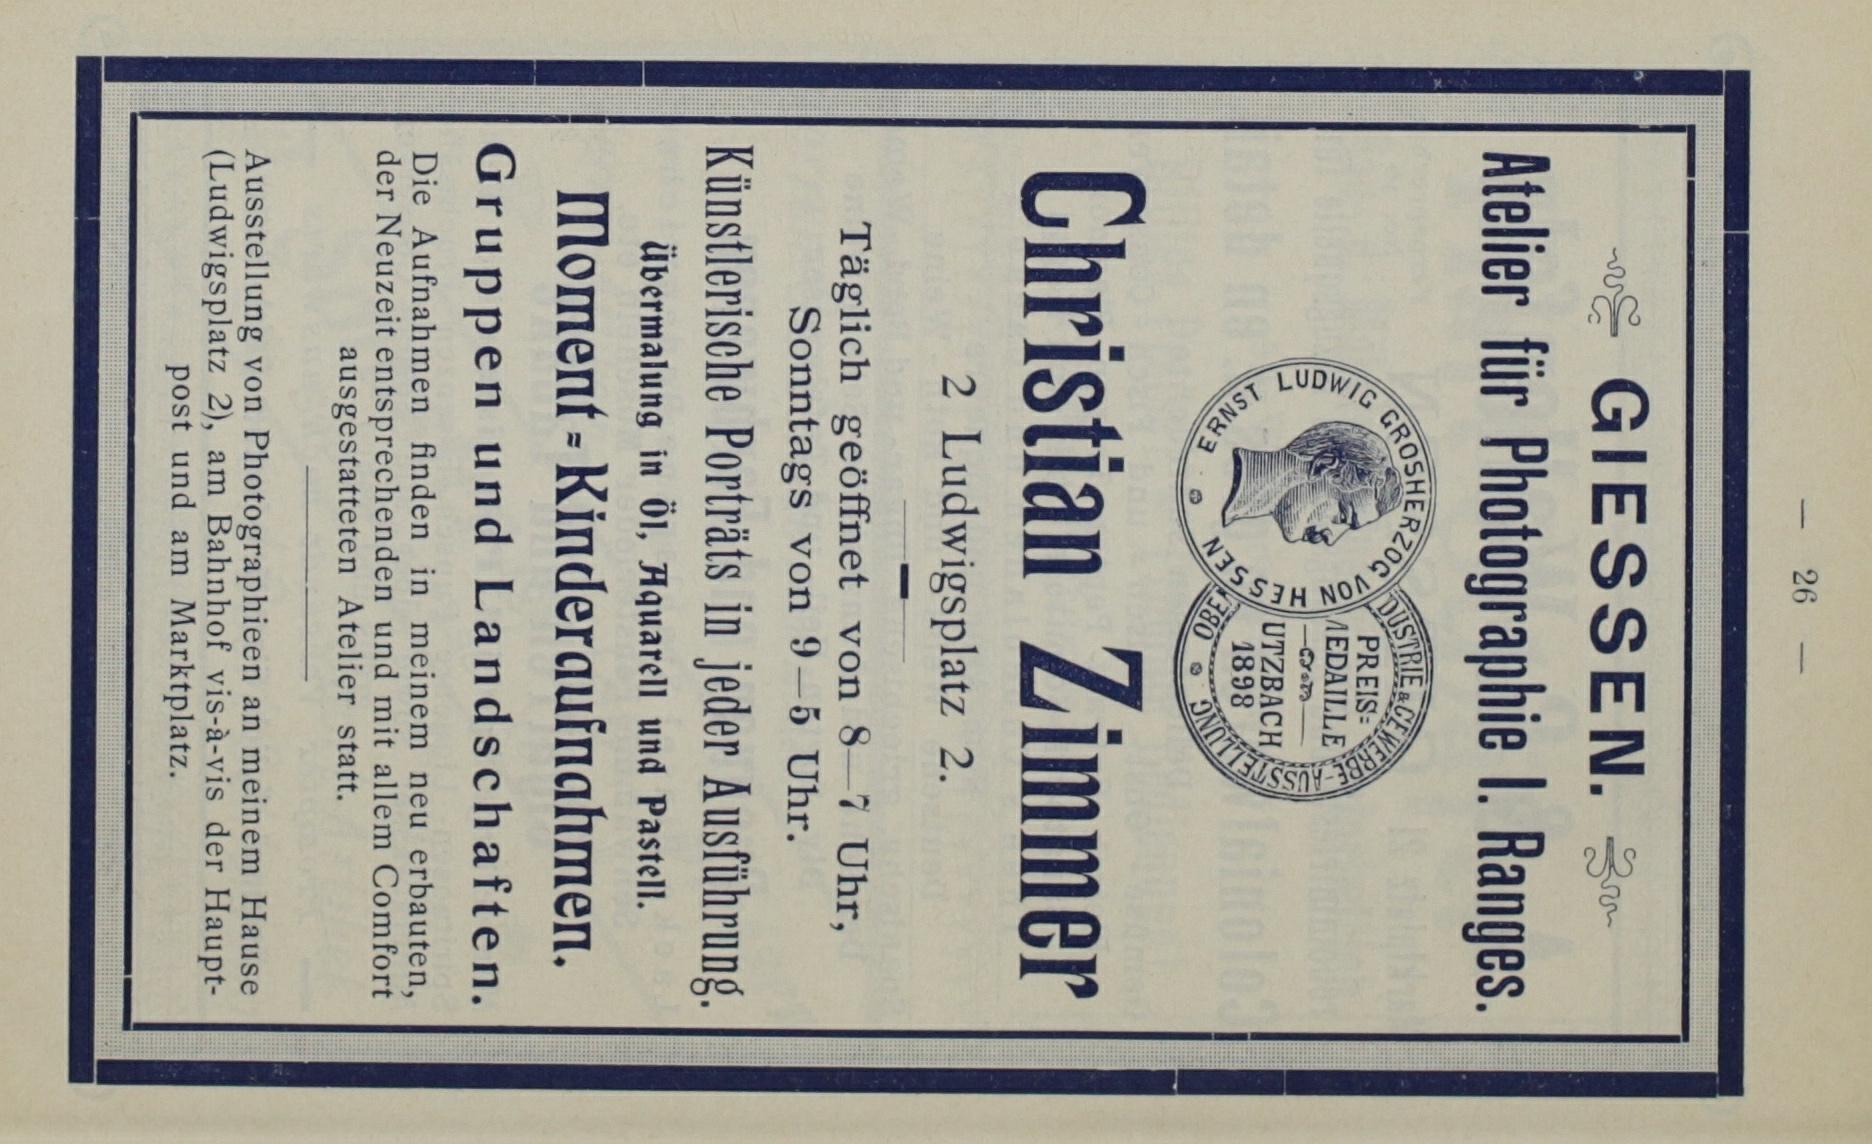 — 26 —
GIESSEN.
Atelier für Photographie I. Ranges.
ERNST LUDWIG GROSHERZOG VON HESSEN
DUSTRIE & GEWERBE-AUSSTELLUNG OBE
PREIS=
MEDAILLE
UTZBACH
1898
Christian Zimmer
2 Ludwigsplatz 2.
Täglich geöffnet von 8—7 Uhr,
Sonntags von 9—5 Uhr.
Künstlerische Porträts in jeder Ausführung.
Übermalung in Öl, Aquarell und Pastell.
Moment=Kinderaufnahmen.
Gruppen und Landschaften.
Die Aufnahmen finden in meinem neu erbauten,
der Neuzeit entsprechenden und mit allem Comfort
ausgestatteten Atelier statt.
Ausstellung von Photographieen an meinem Hause
(Ludwigsplatz 2), am Bahnhof vis-à-vis der Haupt-
post und am Marktplatz.